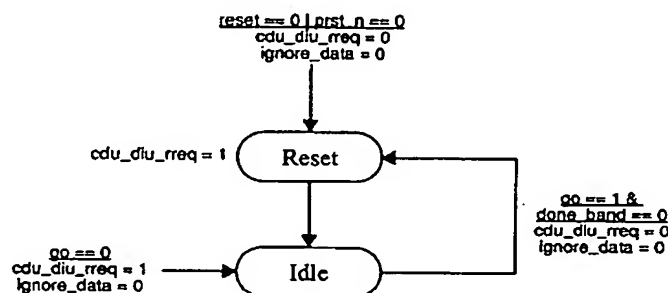 reset == 0 | prst_n == 0
cdu_diu_rreq = 0
ignore_data = 0
cdu_diu_rreq = 1
Reset
go == 1 &
done_band == 0
cdu_diu_rreq = 0
ignore_data = 0
go == 0
cdu_diu_rreq = 1
ignore_data = 0
Idle